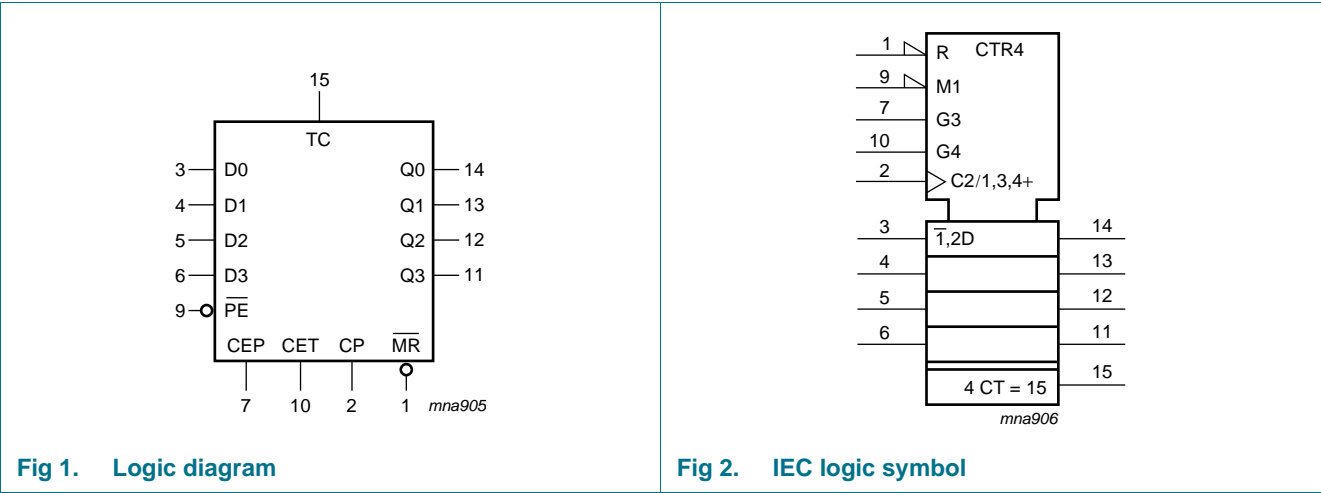 15
TC
3 D0 Q0 14
4 D1 Q1 13
5 D2 Q2 12
6 D3 Q3 11
9 P̅E̅
CEP CET CP M̅R̅
7 10 2 1 mna905
Fig 1. Logic diagram
1 R CTR4
9 M1
7 G3
10 G4
2 C2/1,3,4+
3 1̅,2D 14
4 13
5 12
6 11
4 CT = 15 15
mna906
Fig 2. IEC logic symbol